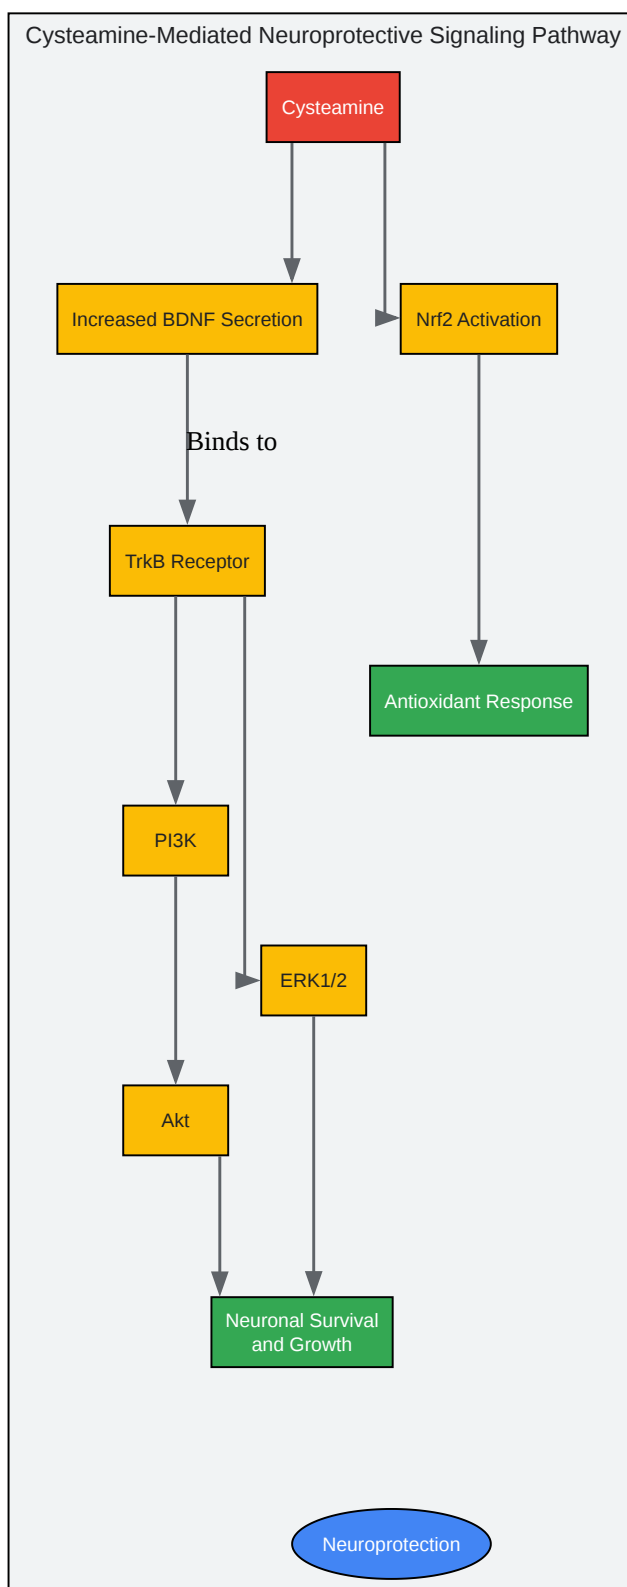 Cysteamine-Mediated Neuroprotective Signaling Pathway
Cysteamine
Increased BDNF Secretion
Nrf2 Activation
Binds to
TrkB Receptor
Antioxidant Response
PI3K
ERK1/2
Akt
Neuronal Survival
and Growth
Neuroprotection